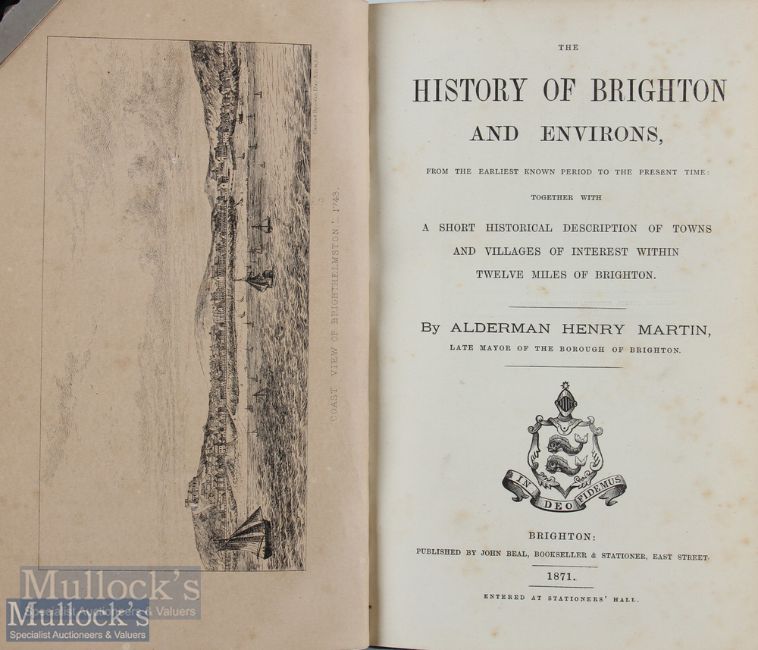 COAST VIEW OF BRIGHTHELMSTON: 1743.
THE
HISTORY OF BRIGHTON
AND ENVIRONS,
FROM THE EARLIEST KNOWN PERIOD TO THE PRESENT TIME:
TOGETHER WITH
A SHORT HISTORICAL DESCRIPTION OF TOWNS
AND VILLAGES OF INTEREST WITHIN
TWELVE MILES OF BRIGHTON.
By ALDERMAN HENRY MARTIN,
LATE MAYOR OF THE BOROUGH OF BRIGHTON.
IN DEO FIDEMUS
BRIGHTON:
PUBLISHED BY JOHN BEAL, BOOKSELLER & STATIONER, EAST STREET.
1871.
ENTERED AT STATIONERS' HALL.
Mullock's
Specialist Auctioneers & Valuers
Mullock's
Specialist Auctioneers & Valuers